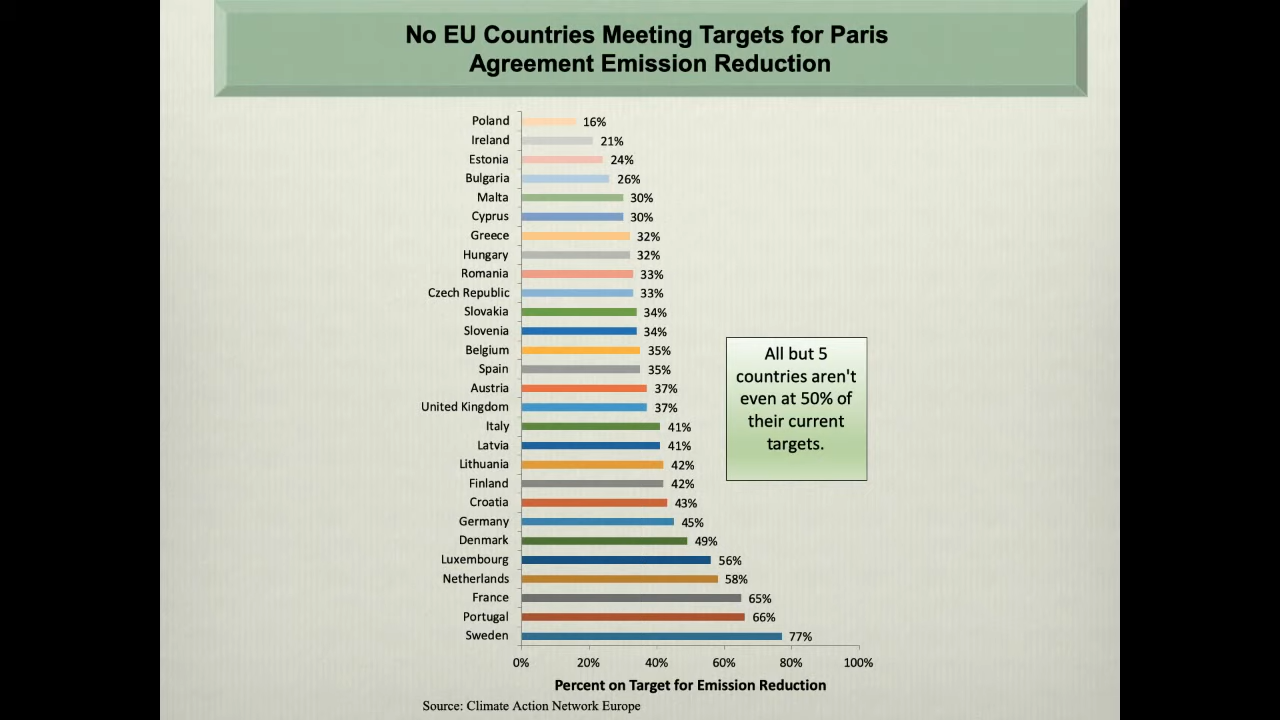 No EU Countries Meeting Targets for Paris
Agreement Emission Reduction
Poland 16%
Ireland 21%
Estonia 24%
Bulgaria 26%
Malta 30%
Cyprus 30%
Greece 32%
Hungary 32%
Romania 33%
Czech Republic 33%
Slovakia 34%
Slovenia 34%
Belgium 35%
Spain 35%
Austria 37%
United Kingdom 37%
Italy 41%
Latvia 41%
Lithuania 42%
Finland 42%
Croatia 43%
Germany 45%
Denmark 49%
Luxembourg 56%
Netherlands 58%
France 65%
Portugal 66%
Sweden 77%
0% 20% 40% 60% 80% 100%
Percent on Target for Emission Reduction
All but 5
countries aren't
even at 50% of
their current
targets.
Source: Climate Action Network Europe